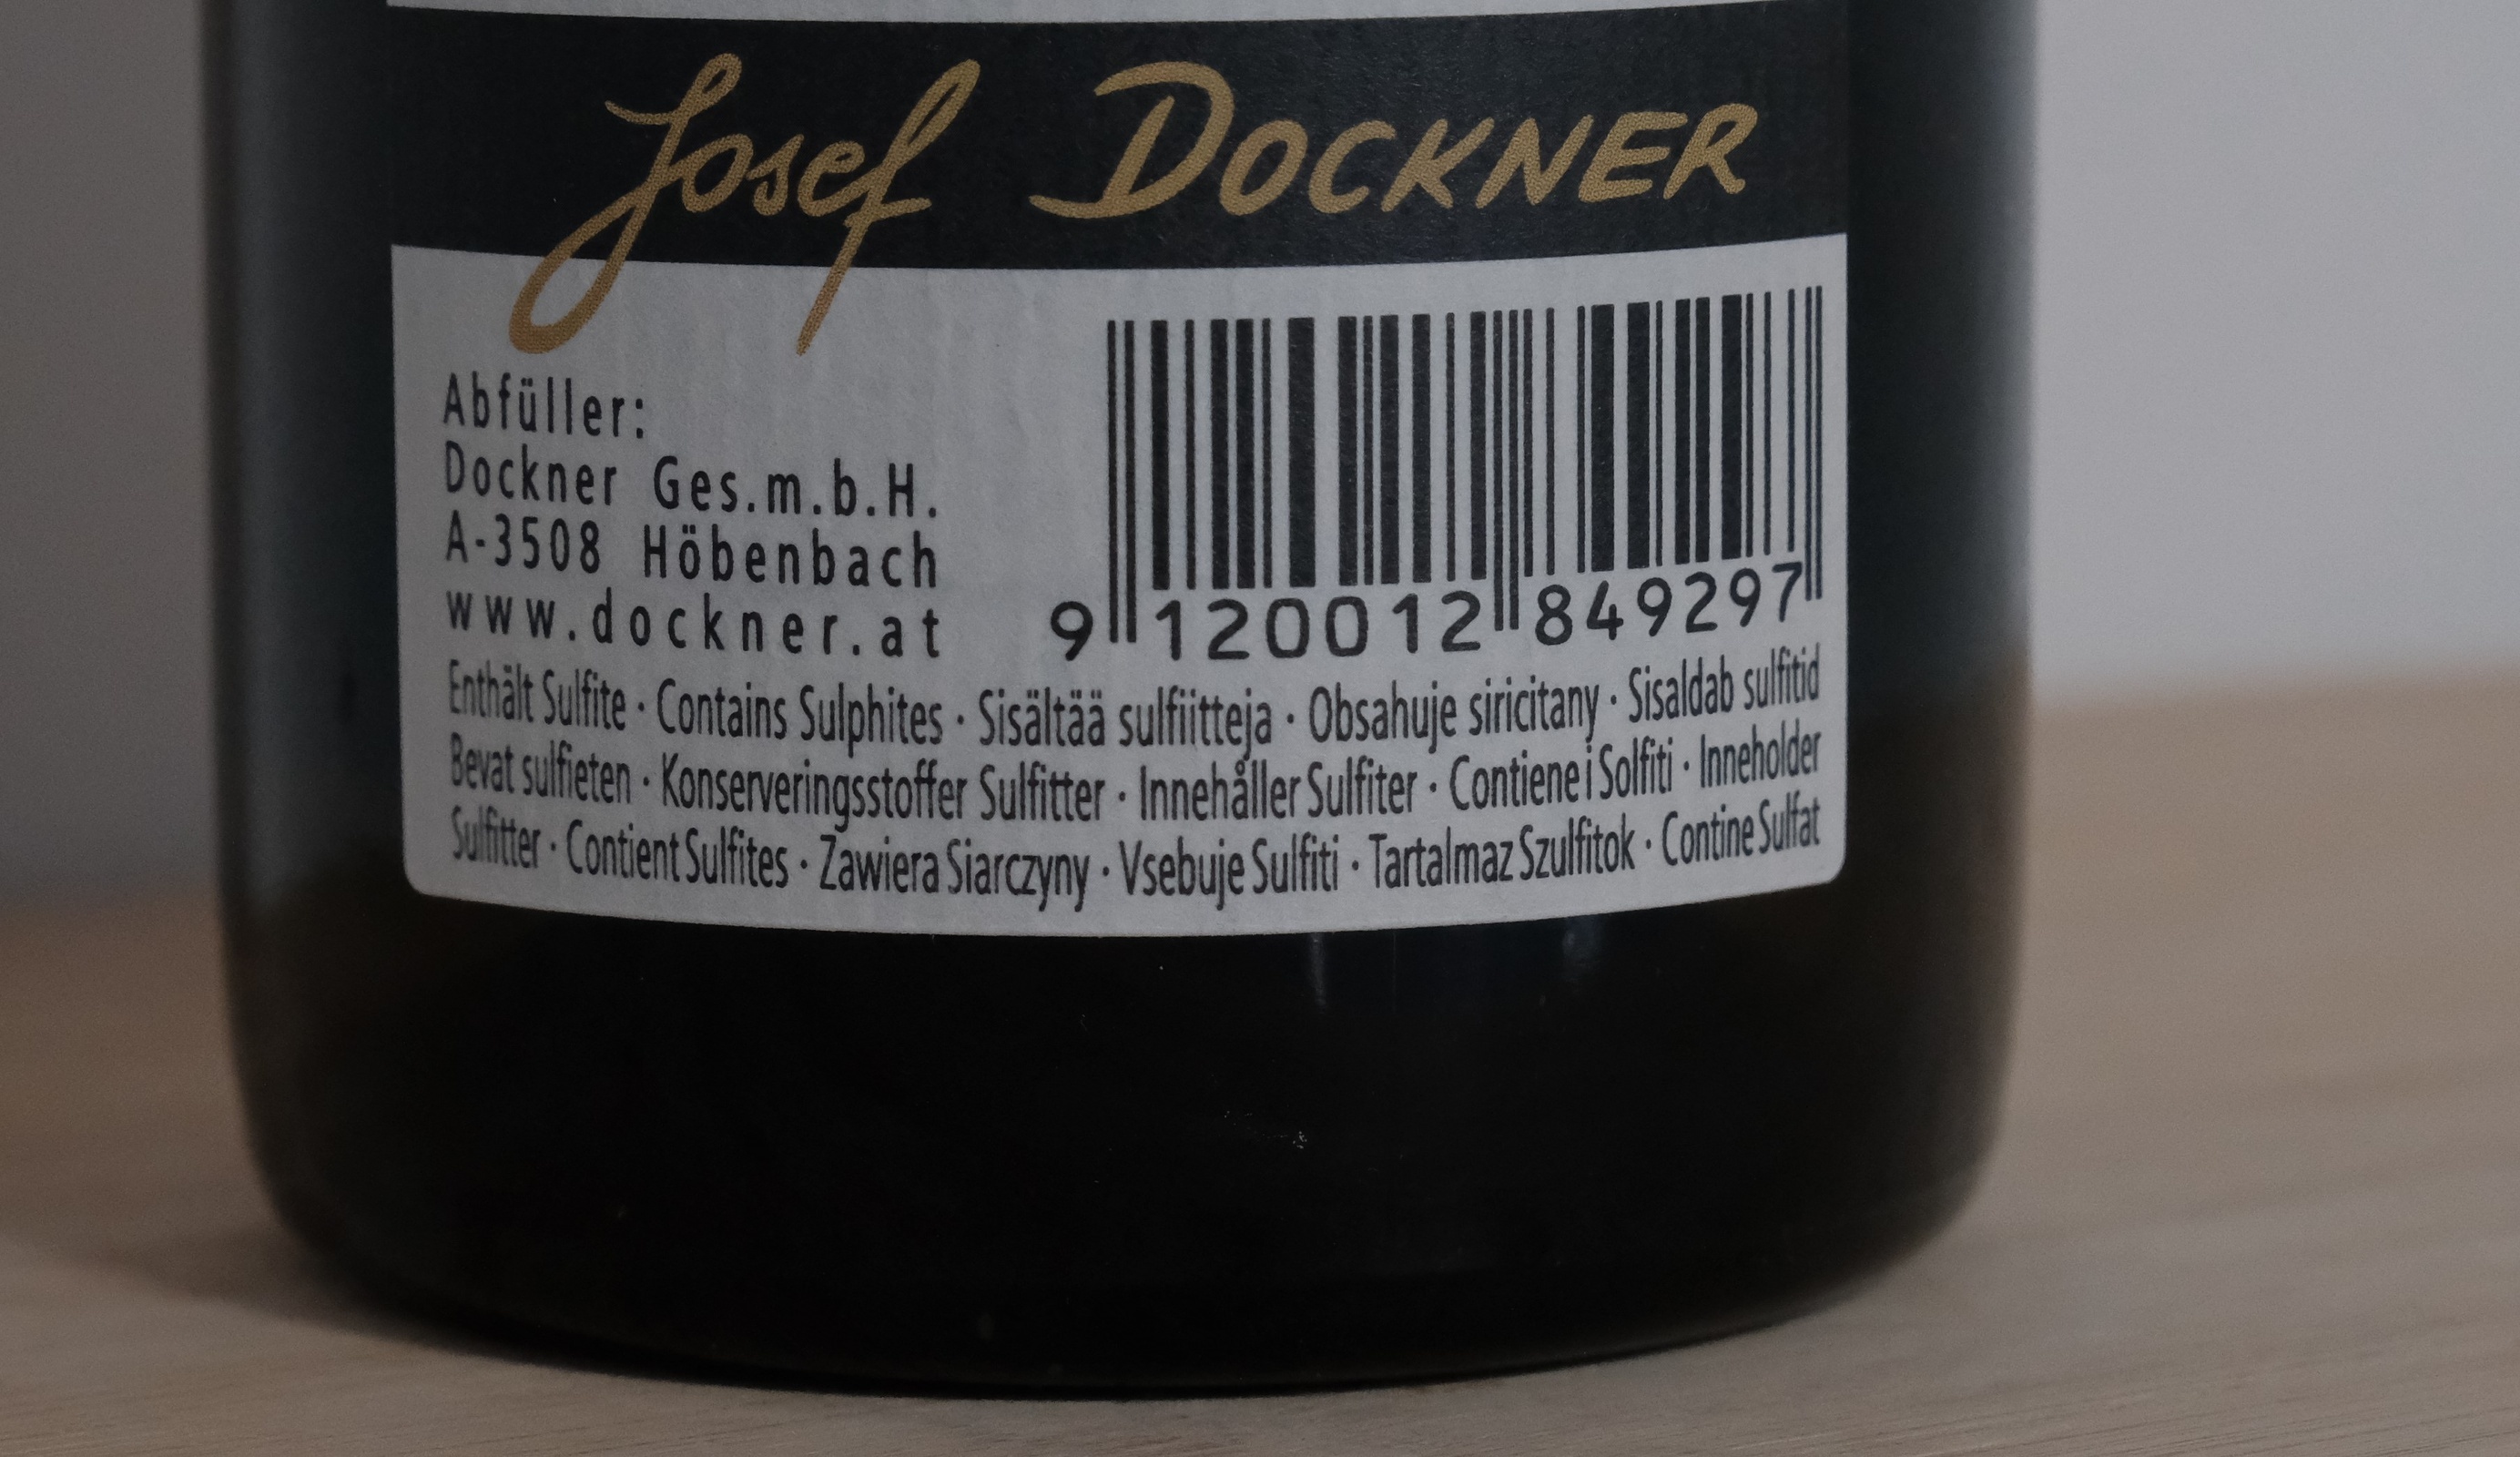 Josef DOCKNER
Abfüller:
Dockner Ges.m.b.H.
A-3508 Höbenbach
www.dockner.at
9 120012 849297
Enthält Sulfite · Contains Sulphites · Sisältää sulfiitteja · Obsahuje siricitany · Sisaldab sulfitid
Bevat sulfieten · Konserveringsstoffer Sulfitter · Innehåller Sulfiter · Contiene i Solfiti · Inneholder
Sulfitter · Contient Sulfites · Zawiera Siarczyny · Vsebuje Sulfiti · Tartalmaz Szulfitok · Contine Sulfat